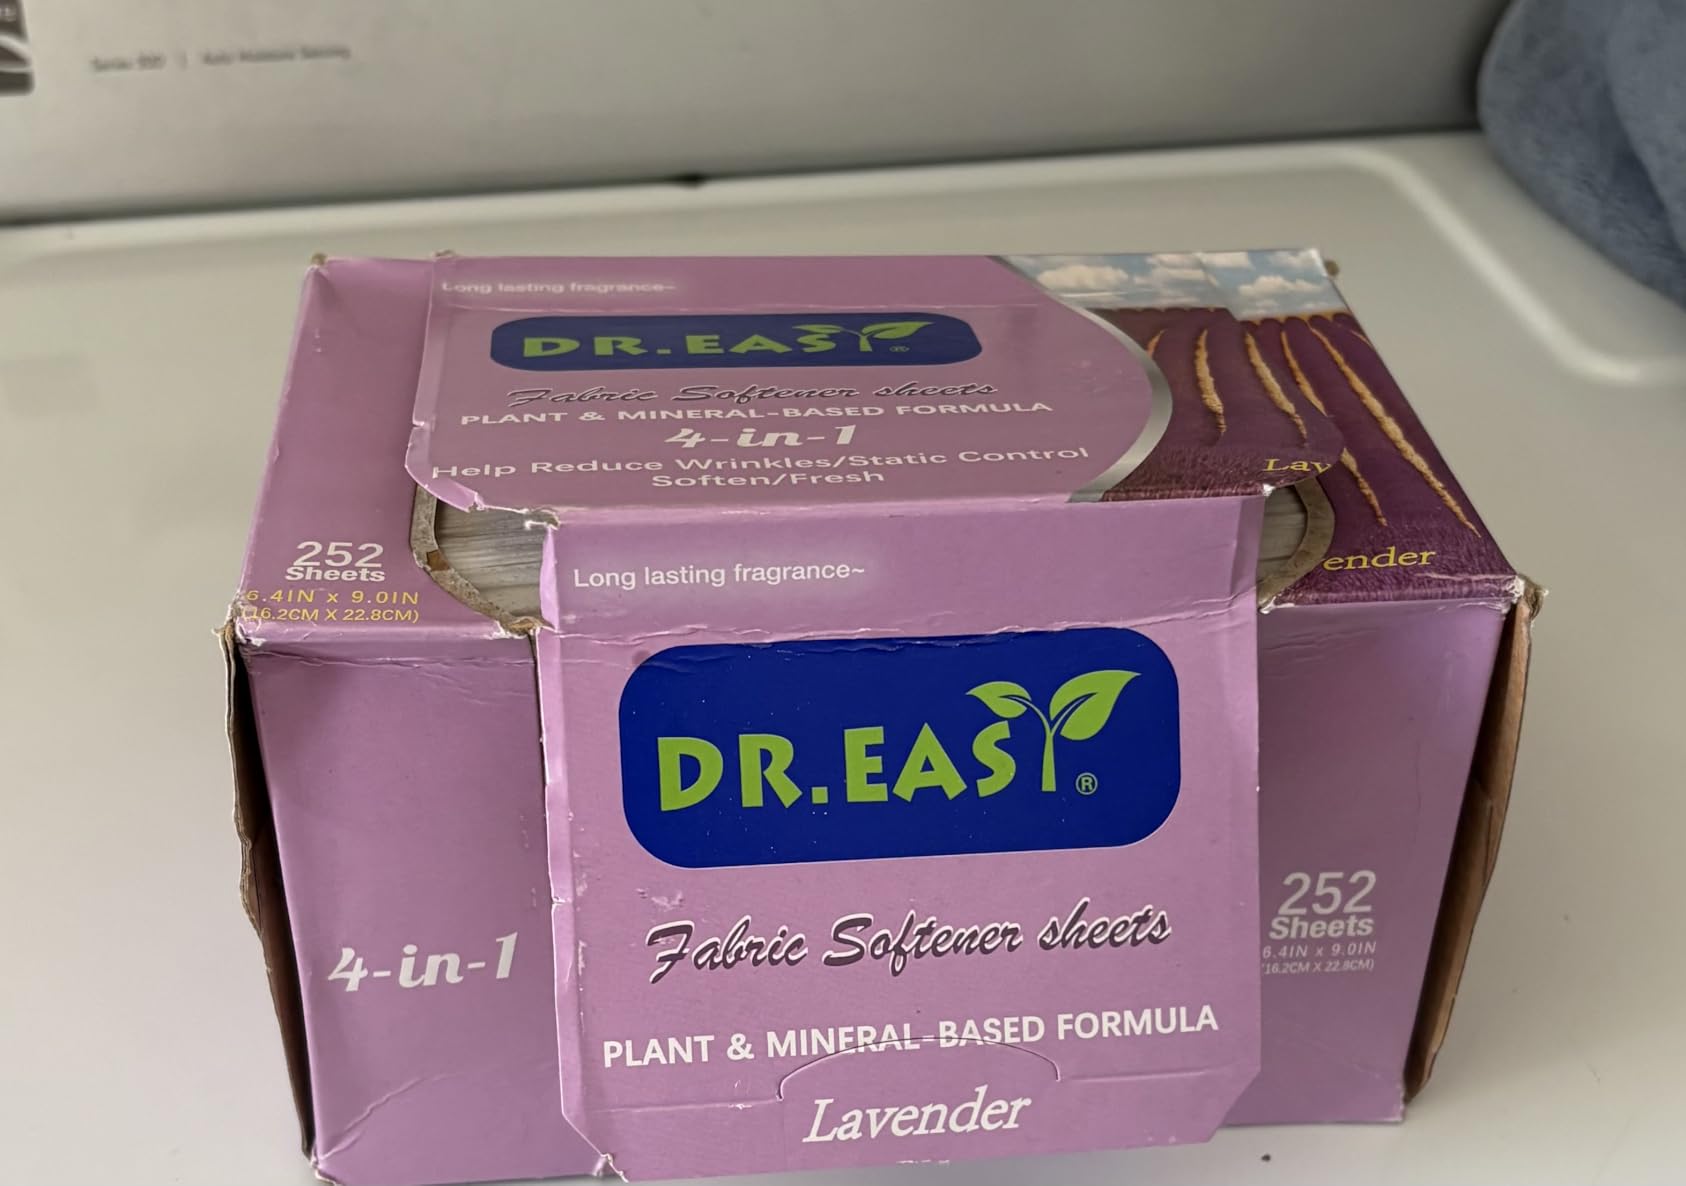 Long lasting fragrance~
DR.EASY®
Fabric Softener sheets
PLANT & MINERAL-BASED FORMULA
4-in-1
Help Reduce Wrinkles/Static Control
Soften/Fresh
Lav
ender
252
Sheets
6.4IN x 9.0IN
(16.2CM X 22.8CM)
Long lasting fragrance~
DR.EASY®
Fabric Softener sheets
PLANT & MINERAL-BASED FORMULA
Lavender
4-in-1
252
Sheets
6.4IN x 9.0IN
(16.2CM X 22.8CM)